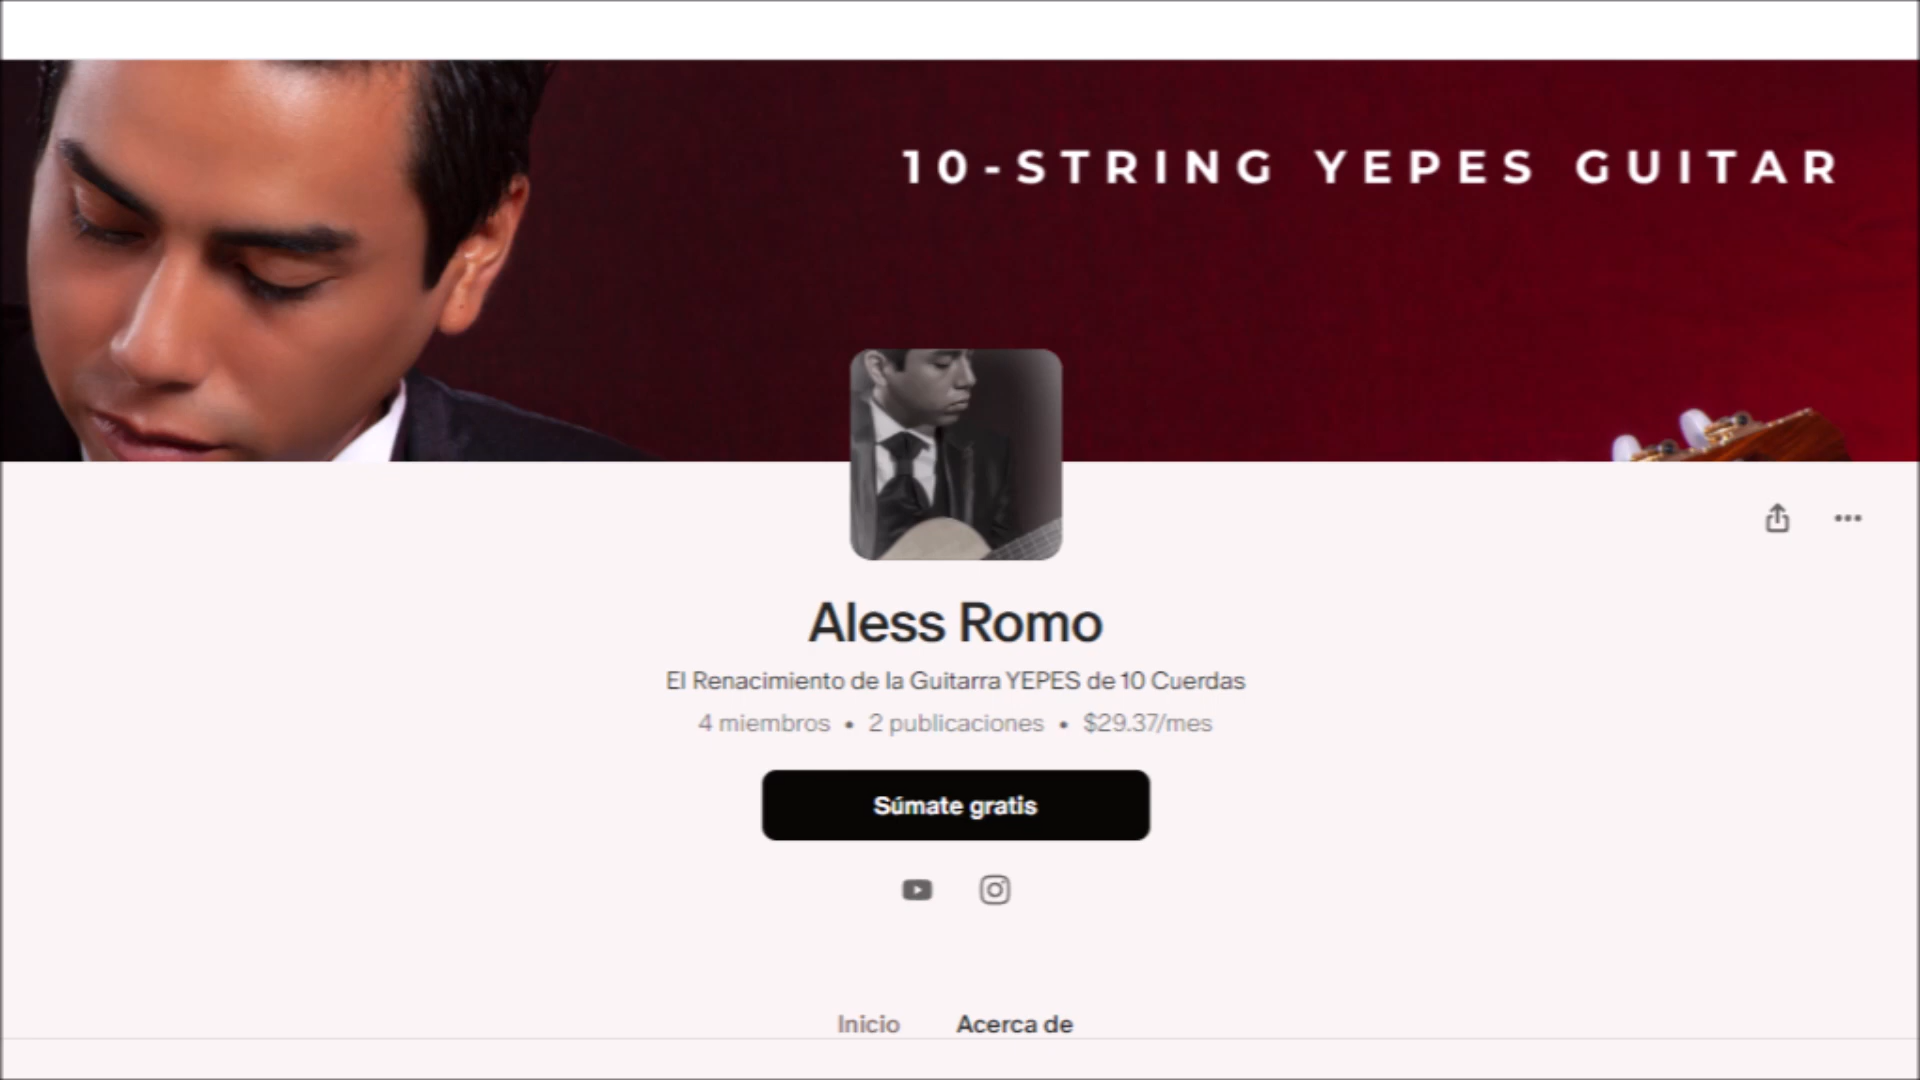 10-STRING YEPES GUITAR
Aless Romo
El Renacimiento de la Guitarra YEPES de 10 Cuerdas
4 miembros • 2 publicaciones • $29.37/mes
Súmate gratis
Inicio Acerca de